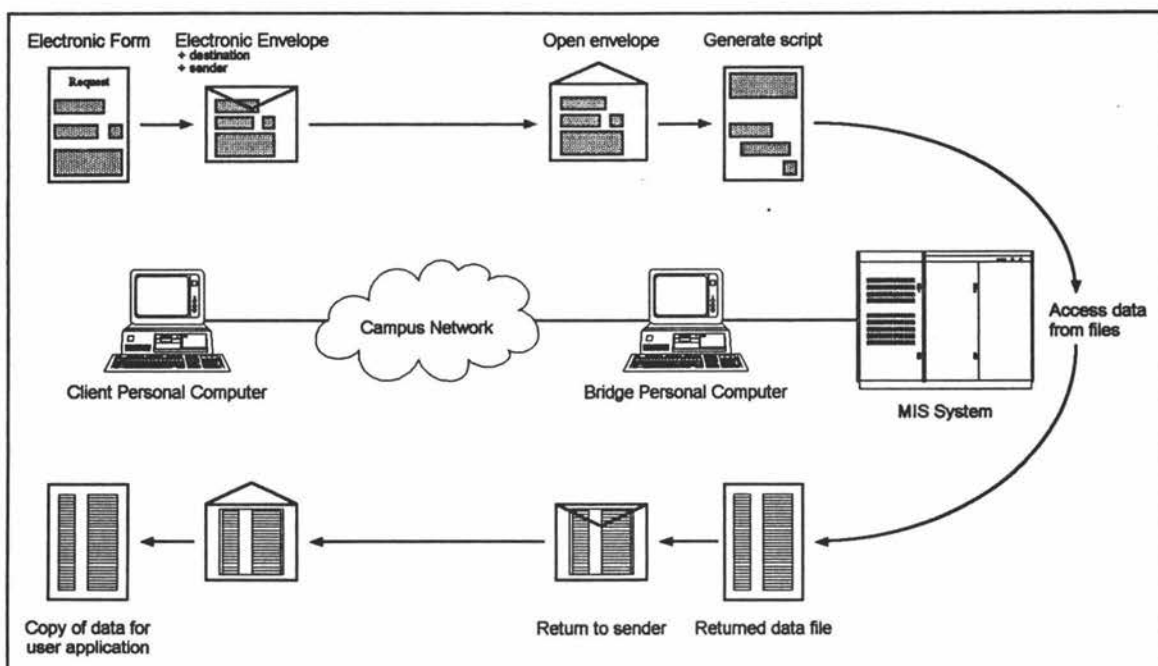 Electronic Form
Electronic Envelope
+ destination
+ sender
Open envelope
Generate script
Request
Campus Network
Access data
from files
Client Personal Computer
Bridge Personal Computer
MIS System
Copy of data for
user application
Return to sender
Returned data file